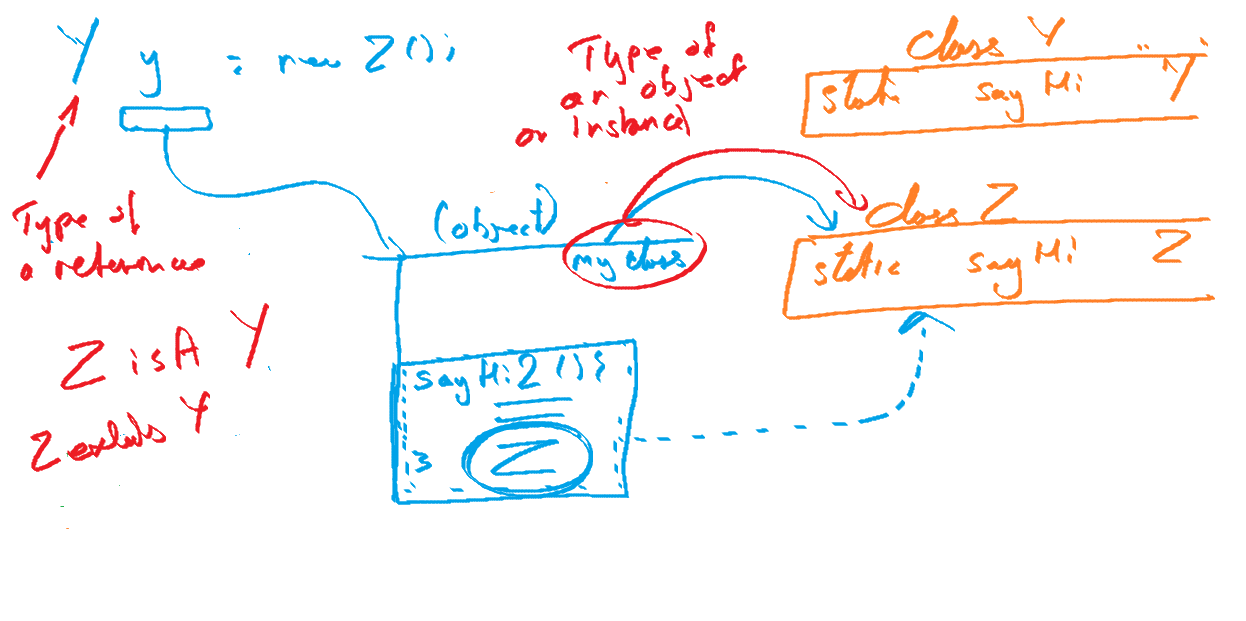 Y y = new Z();
Type of
an object
or instance)
class Y
static sayHi Y
Type of
a reference
(object)
my class
class Z
static sayHi Z
Z isA Y
Z extends Y
sayHi2 () {
}
Z